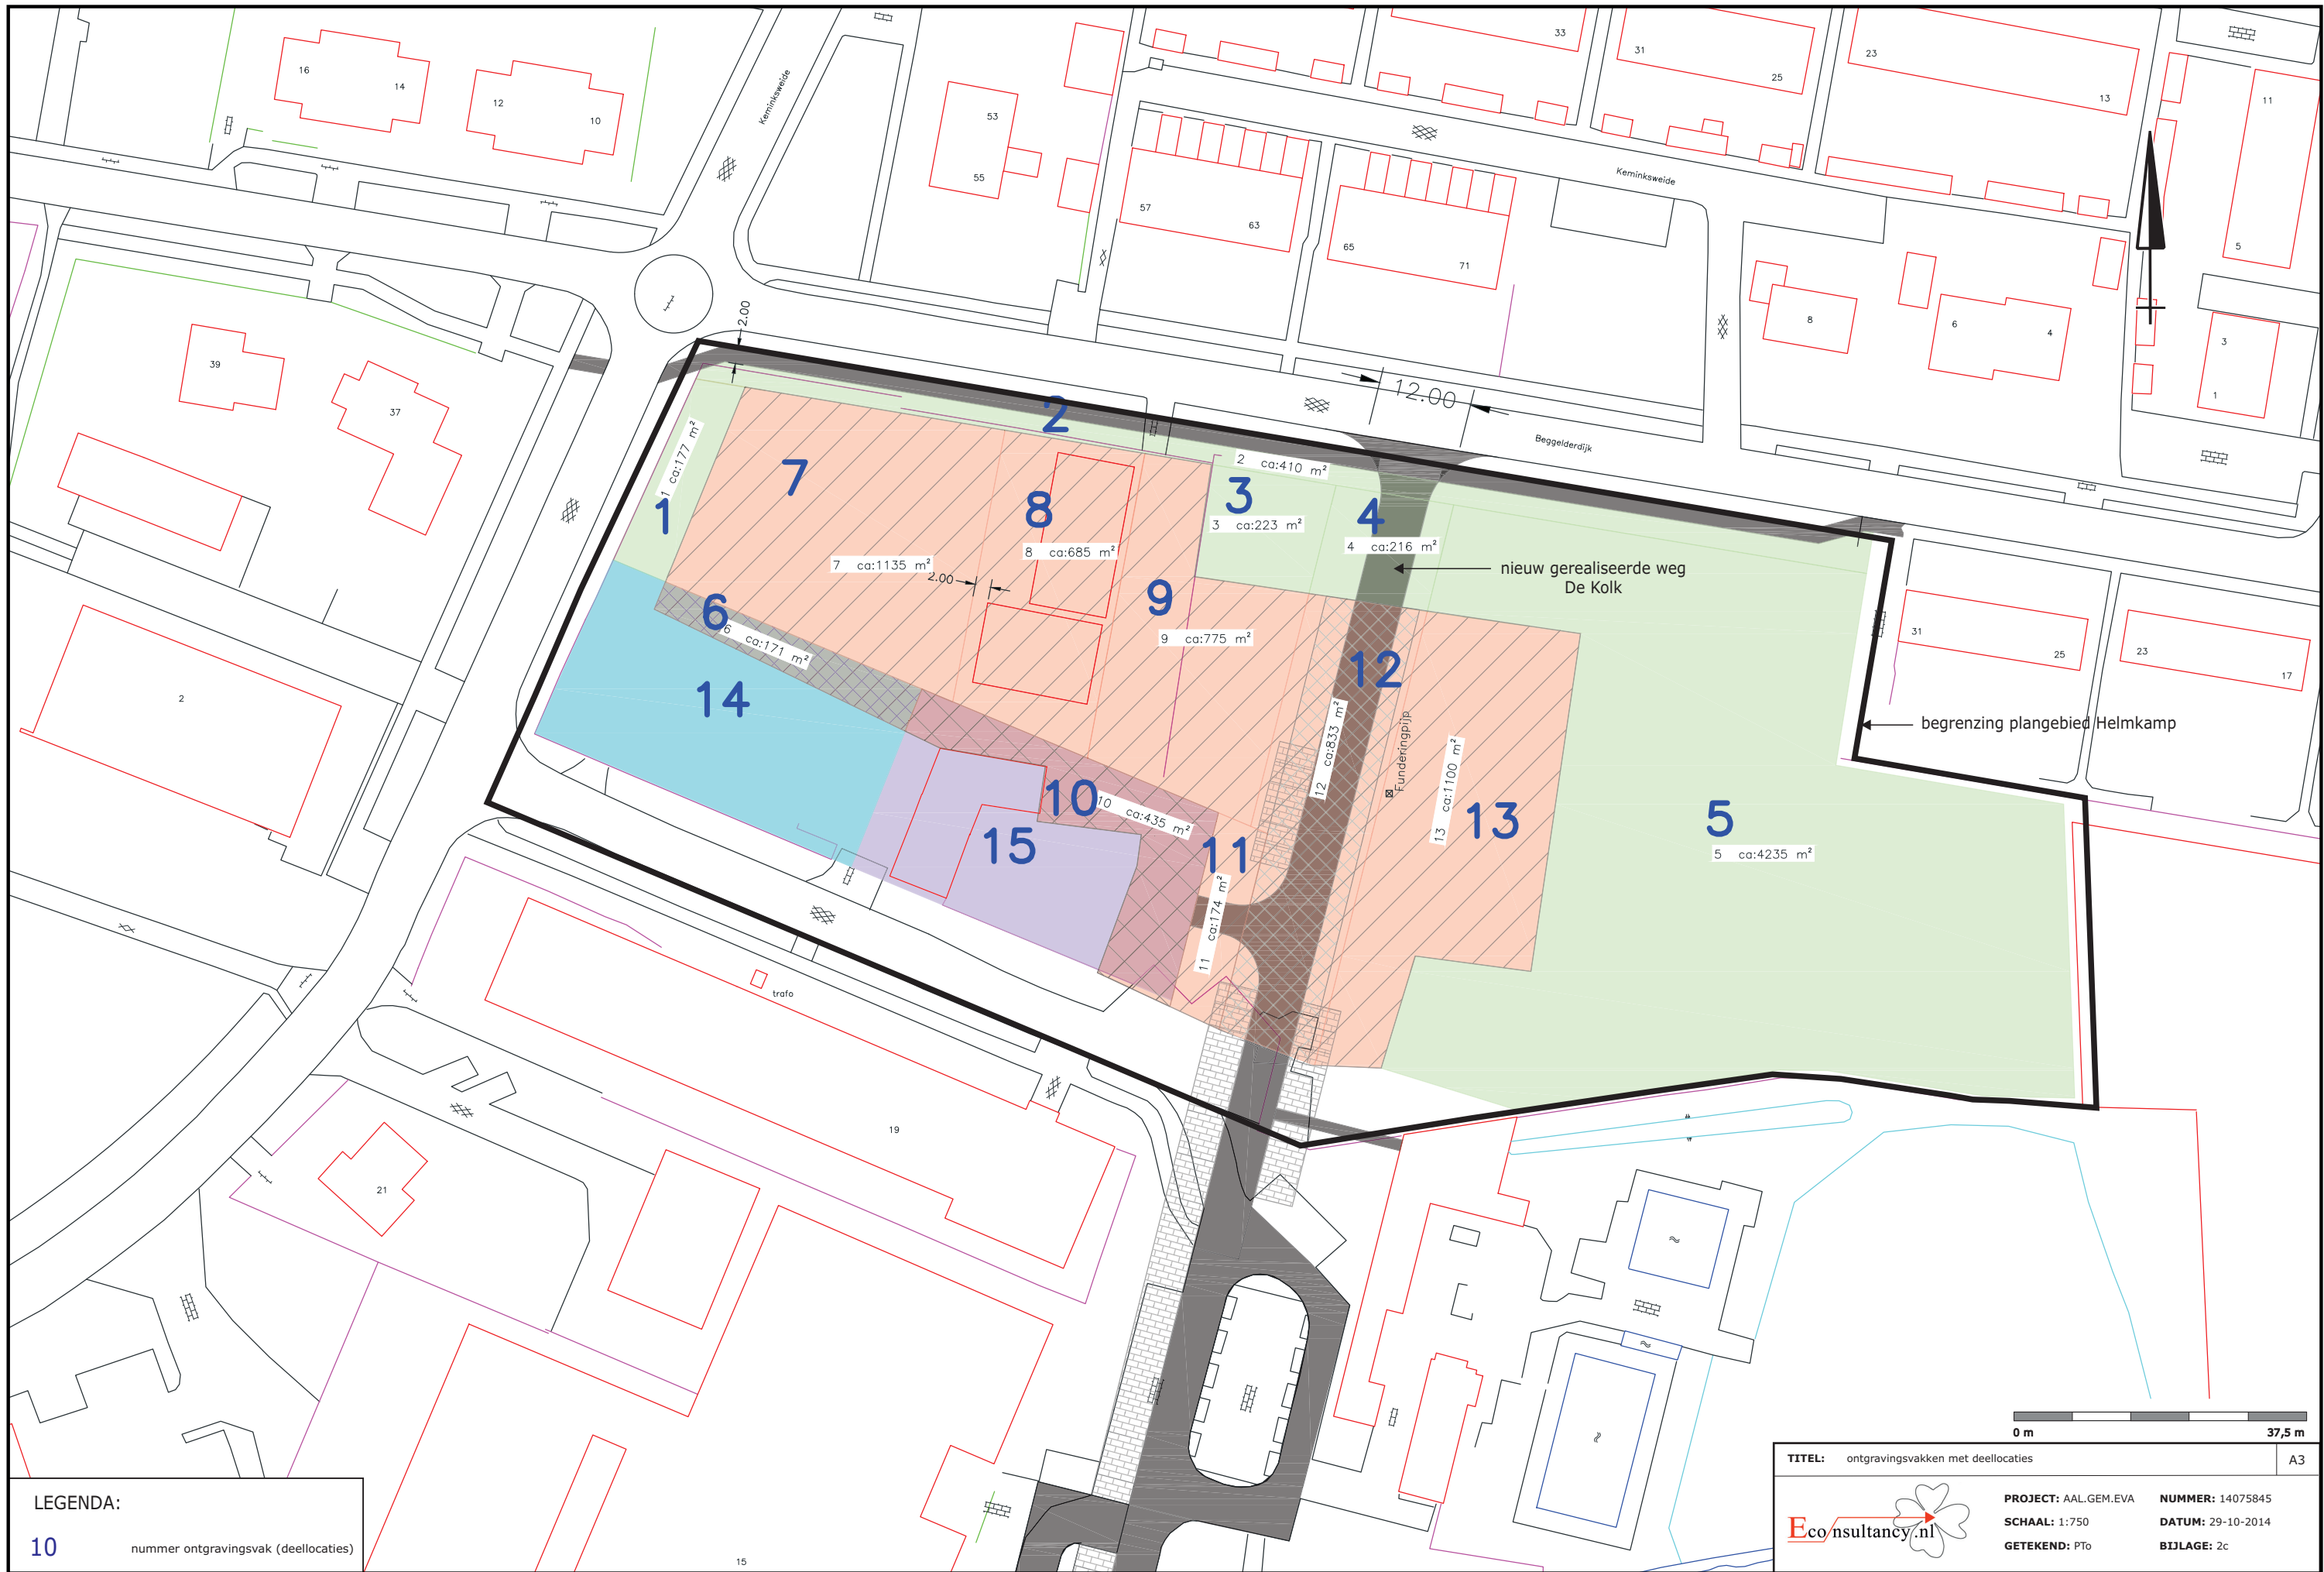 16
14
12
10
Keminksweide
53
55
57
63
65
71
33
31
25
23
13
11
5
Keminksweide
8
6
4
3
1
39
37
2
2.00
12.00
Beggelderdijk
1 ca:177 m²
1
2
2 ca:410 m²
3
3 ca:223 m²
4
4 ca:216 m²
nieuw gerealiseerde weg
De Kolk
7
7 ca:1135 m²
8
8 ca:685 m²
2.00
9
9 ca:775 m²
6
6 ca:171 m²
14
10
10 ca:435 m²
15
11
11 ca:174 m²
12
12 ca:833 m²
Funderingpijp
13
13 ca:1100 m²
5
5 ca:4235 m²
begrenzing plangebied Helmkamp
31
25
23
17
trafo
19
21
15
0 m
37,5 m
LEGENDA:
10 nummer ontgravingsvak (deellocaties)
TITEL: ontgravingsvakken met deellocaties
A3
Econsultancy.nl
PROJECT: AAL.GEM.EVA NUMMER: 14075845
SCHAAL: 1:750 DATUM: 29-10-2014
GETEKEND: PTo BIJLAGE: 2c